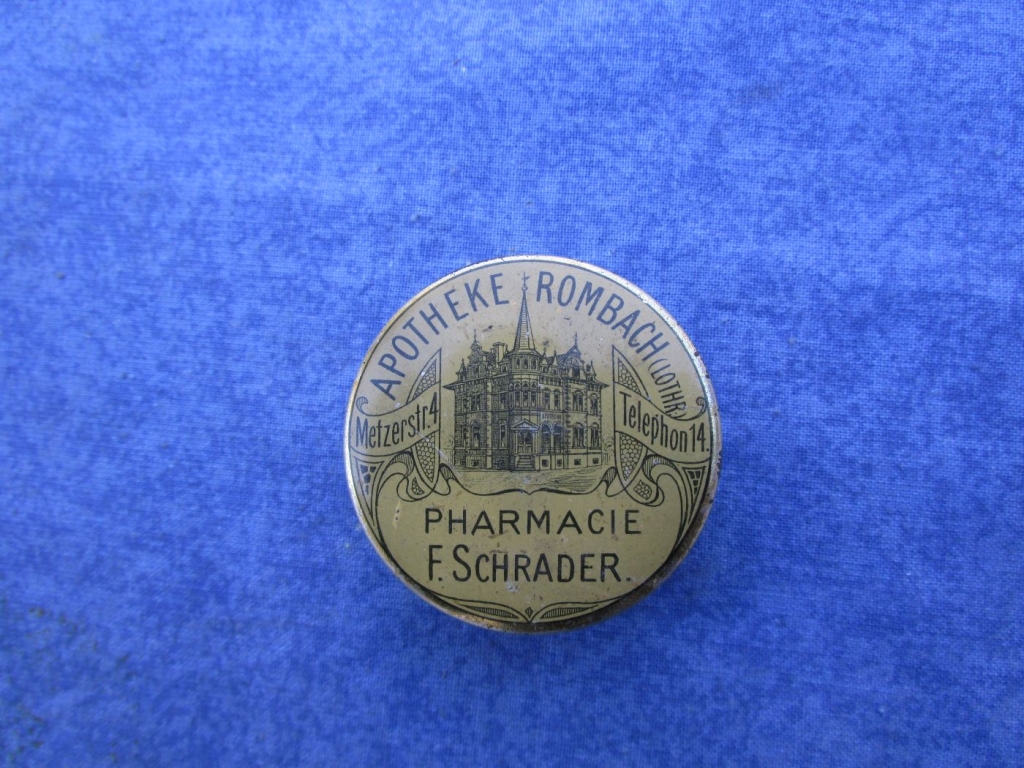 APOTHEKE ROMBACH (LOTHR)
Metzerstr.4
Telephon 14.
PHARMACIE
F. SCHRADER.